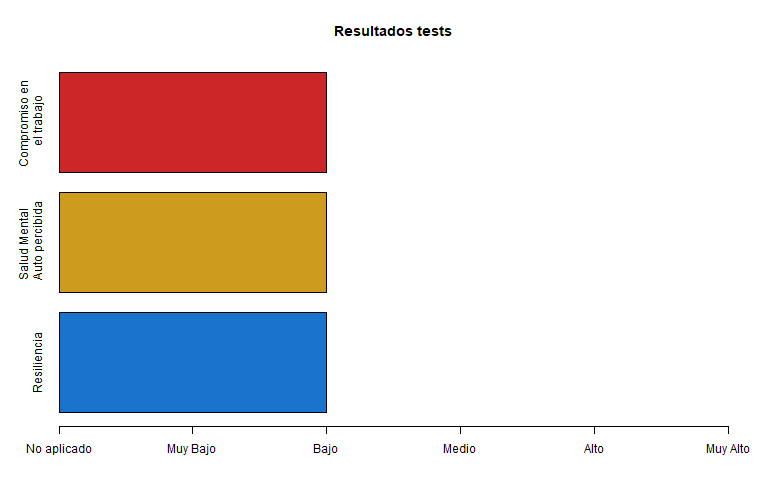 Resultados tests
Compromiso en
el trabajo
Salud Mental
Auto percibida
Resiliencia
No aplicado
Muy Bajo
Bajo
Medio
Alto
Muy Alto